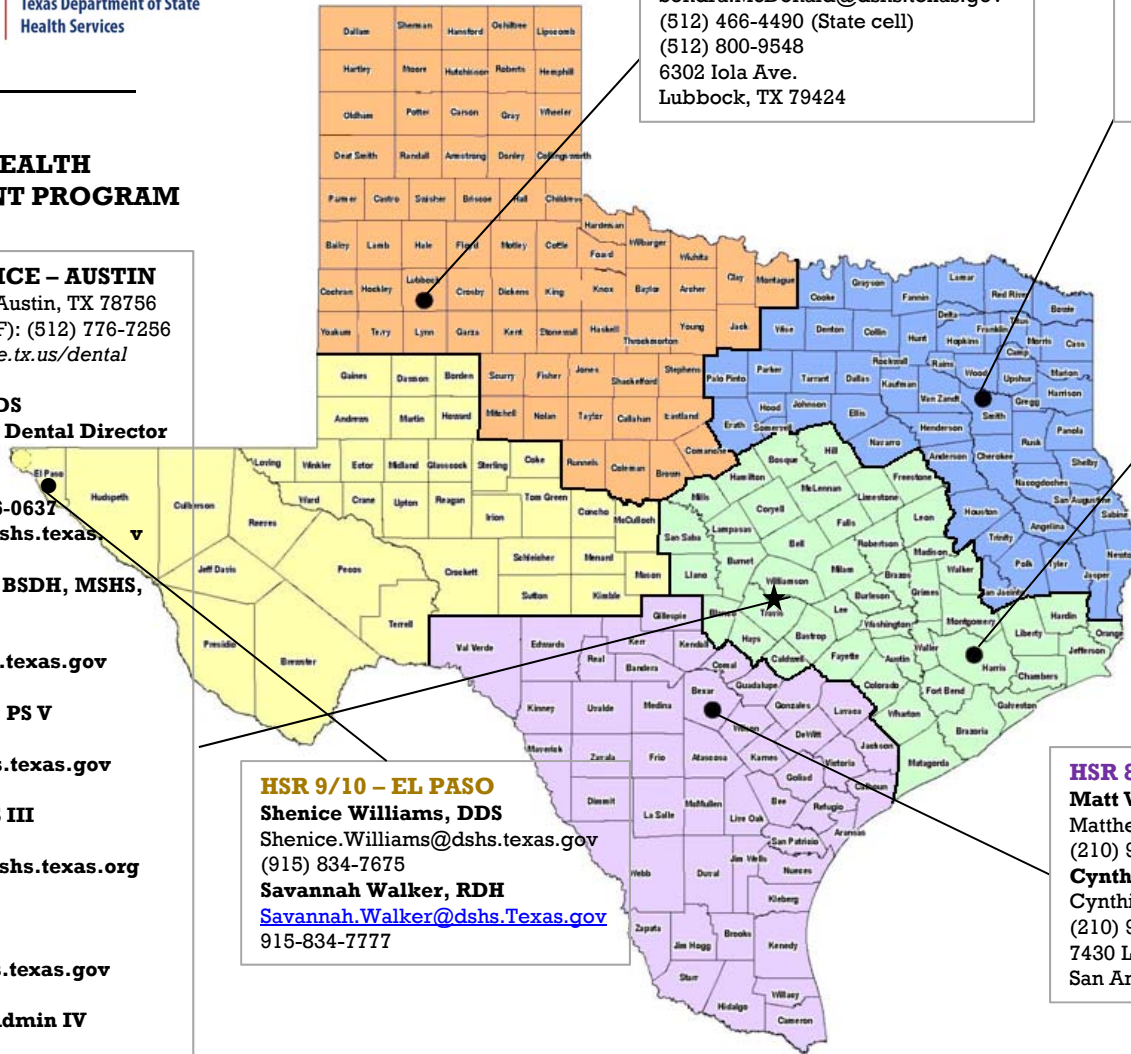 Texas Department of State
Health Services
(512) 466-4490 (State cell)
(512) 800-9548
6302 Iola Ave.
Lubbock, TX 79424
EALTH
NT PROGRAM
ICE – AUSTIN
Austin, TX 78756
F): (512) 776-7256
e.tx.us/dental
DS
Dental Director
6-0637
shs.texas. v
BSDH, MSHS,
.texas.gov
PS V
s.texas.gov
S III
shs.texas.org
s.texas.gov
dmin IV
HSR 9/10 – EL PASO
Shenice Williams, DDS
Shenice.Williams@dshs.texas.gov
(915) 834-7675
Savannah Walker, RDH
Savannah.Walker@dshs.Texas.gov
915-834-7777
HSR 8
Matt V
Matthe
(210) 9
Cynth
Cynthi
(210) 9
7430 L
San An
Dallam Sherman Hansford Ochiltree Lipscomb
Hartley Moore Hutchinson Roberts Hemphill
Oldham Potter Carson Gray Wheeler
Deaf Smith Randall Armstrong Donley Collingsworth
Parmer Castro Swisher Briscoe Hall Childress
Hardeman
Bailey Lamb Hale Floyd Motley Cottle Foard Wilbarger Wichita
Cochran Hockley Lubbock Crosby Dickens King Knox Baylor Archer Clay Montague
Yoakum Terry Lynn Garza Kent Stonewall Haskell Throckmorton Young Jack
Gaines Dawson Borden Scurry Fisher Jones Shackelford Stephens
Andrews Martin Howard Mitchell Nolan Taylor Callahan Eastland
Runnels Coleman Brown Comanche
Cooke Grayson Fannin Lamar Red River Bowie
Wise Denton Collin Hunt Delta Hopkins Franklin Titus Morris Cass
Palo Pinto Parker Tarrant Dallas Rockwall Kaufman Rains Wood Camp Upshur Marion
Hood Johnson Ellis Van Zandt Smith Gregg Harrison
Erath Somervell Navarro Henderson Rusk Panola
Anderson Cherokee Shelby
Nacogdoches San Augustine Sabine
Houston Angelina
Trinity Polk Tyler Jasper Newto
San Jacinto
El Paso Hudspeth Culberson Loving Winkler Ector Midland Glasscock Sterling Coke
Reeves Ward Crane Upton Reagan Irion Tom Green Concho McCulloch
Jeff Davis Pecos Crockett Schleicher Menard Mason
Sutton Kimble
Presidio Brewster Terrell
Hamilton Bosque Hill Freestone
Mills Coryell McLennan Limestone
San Saba Lampasas Bell Falls Robertson Leon
Llano Burnet Williamson Milam Brazos Madison Walker
Blanco Travis Lee Burleson Grimes
Hays Bastrop Washington Montgomery Liberty Hardin Orange
Caldwell Fayette Austin Waller Harris Jefferson
Colorado Fort Bend Chambers
Wharton Galveston
Brazoria
Matagorda
Val Verde Edwards Gillespie Kerr Kendall
Real Bandera Comal
Kinney Uvalde Medina Bexar Guadalupe Gonzales Lavaca
Wilson DeWitt Jackson
Maverick Zavala Frio Atascosa Karnes Victoria
Goliad Calhoun
Dimmit La Salle McMullen Live Oak Bee Refugio
San Patricio Aransas
Webb Duval Jim Wells Nueces
Kleberg
Zapata Jim Hogg Brooks Kenedy
Starr Hidalgo Willacy
Cameron